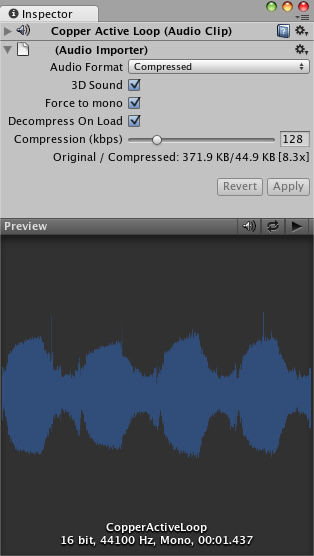 Inspector
Copper Active Loop (Audio Clip)
(Audio Importer)
Audio Format Compressed
3D Sound
Force to mono
Decompress On Load
Compression (kbps) 128
Original / Compressed: 371.9 KB/44.9 KB [8.3x]
Revert Apply
Preview
CopperActiveLoop
16 bit, 44100 Hz, Mono, 00:01.437